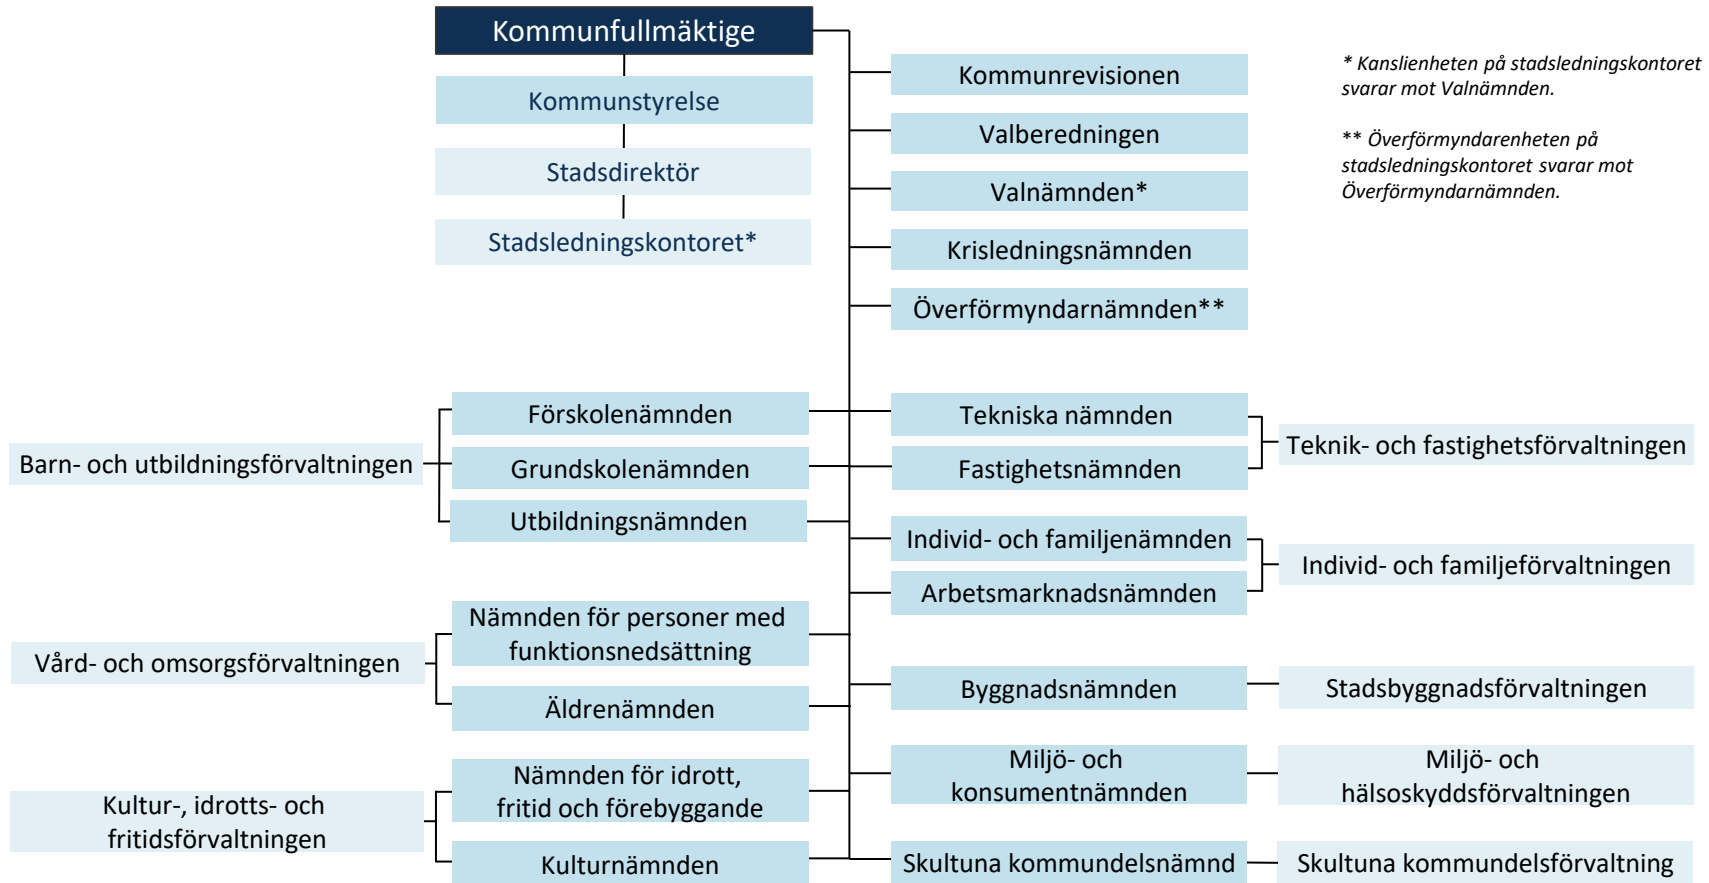 Kommunfullmäktige
Kommunstyrelse
Stadsdirektör
Stadsledningskontoret*
Kommunrevisionen
Valberedningen
Valnämnden*
Krisledningsnämnden
Överförmyndarnämnden**
* Kanslienheten på stadsledningskontoret
svarar mot Valnämnden.
** Överförmyndarenheten på
stadsledningskontoret svarar mot
Överförmyndarnämnden.
Barn- och utbildningsförvaltningen
Förskolenämnden
Grundskolenämnden
Utbildningsnämnden
Tekniska nämnden
Fastighetsnämnden
Teknik- och fastighetsförvaltningen
Individ- och familjenämnden
Arbetsmarknadsnämnden
Individ- och familjeförvaltningen
Vård- och omsorgsförvaltningen
Nämnden för personer med
funktionsnedsättning
Äldrenämnden
Byggnadsnämnden
Stadsbyggnadsförvaltningen
Kultur-, idrotts- och
fritidsförvaltningen
Nämnden för idrott,
fritid och förebyggande
Kulturnämnden
Miljö- och
konsumentnämnden
Miljö- och
hälsoskyddsförvaltningen
Skultuna kommundelsnämnd
Skultuna kommundelsförvaltning